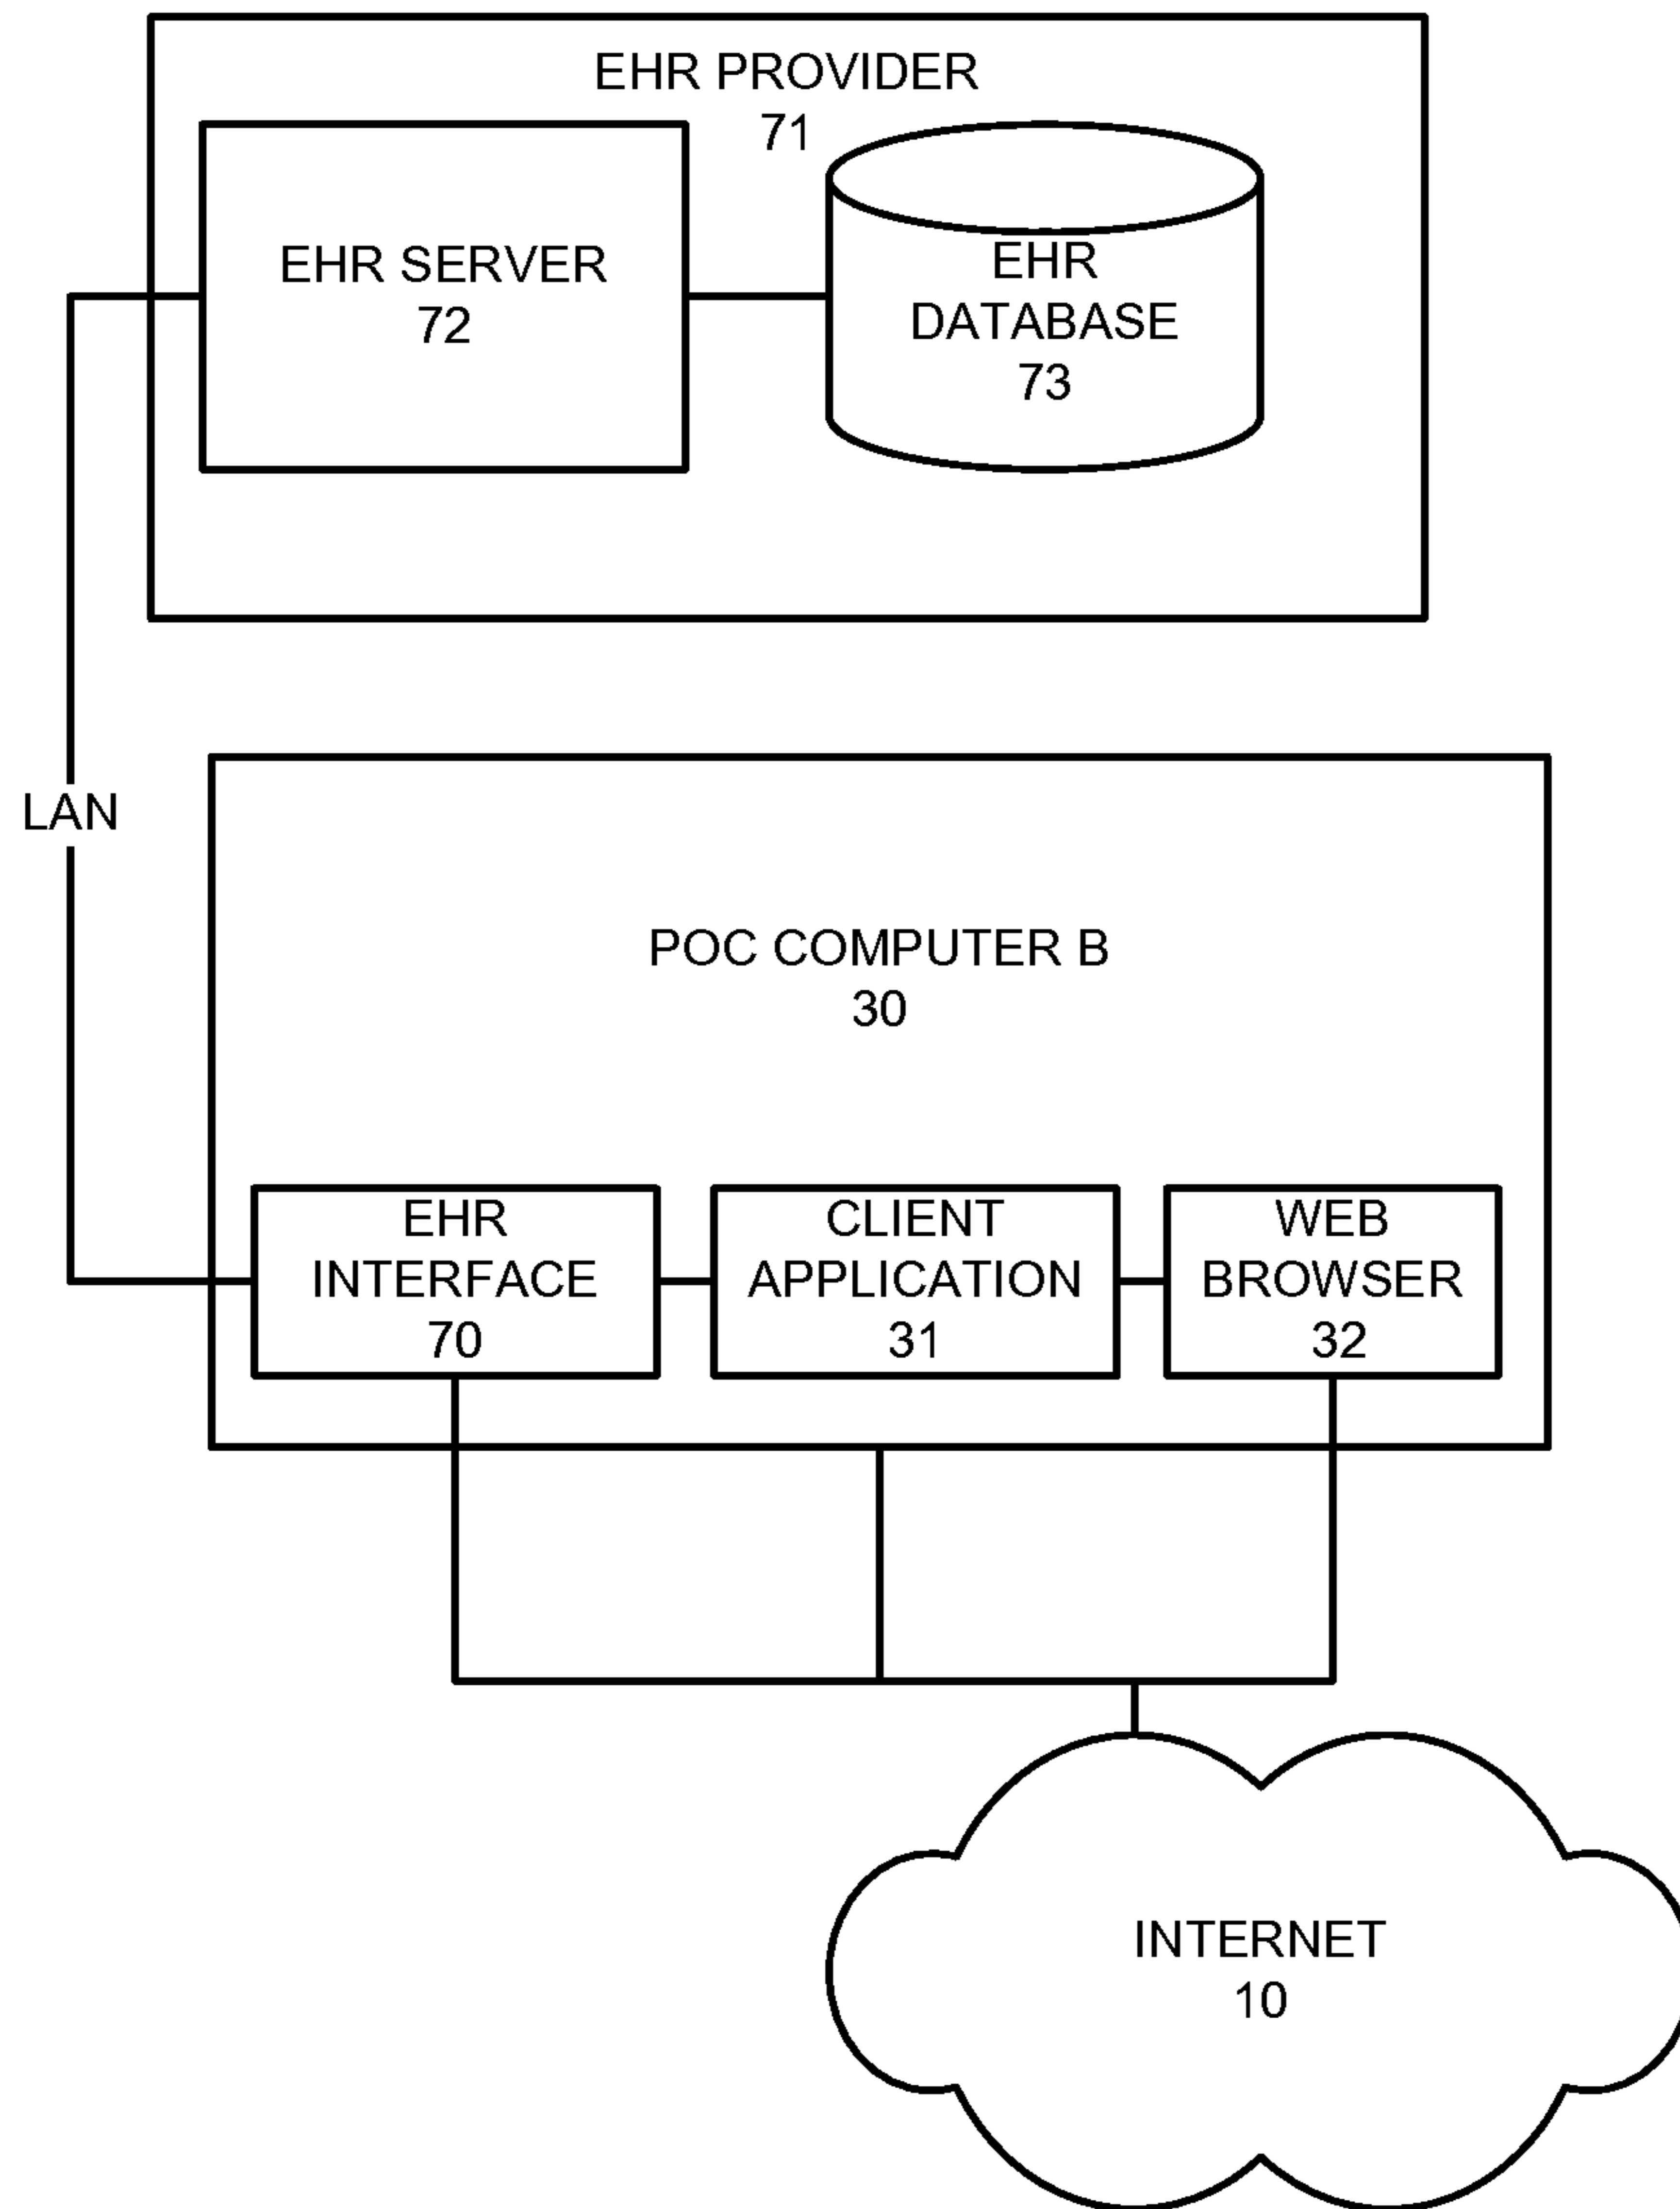 EHR PROVIDER
71
EHR SERVER
72
EHR
DATABASE
73
LAN
POC COMPUTER B
30
EHR
INTERFACE
70
CLIENT
APPLICATION
31
WEB
BROWSER
32
INTERNET
10